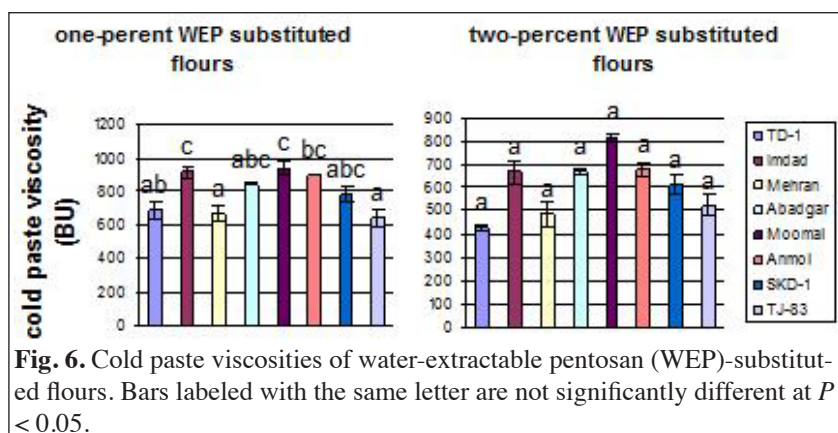 one-perent WEP substituted
flours
two-percent WEP substituted
flours
cold paste viscosity
(BU)
1200
1000
800
600
400
200
0
ab
c
a
abc
c
bc
abc
a
900
800
700
600
500
400
300
200
100
0
a
a
a
a
a
a
a
a
TD-1
Imdad
Mehran
Abadgar
Moomal
Anmol
SKD-1
TJ-83
Fig. 6. Cold paste viscosities of water-extractable pentosan (WEP)-substitut-
ed flours. Bars labeled with the same letter are not significantly different at P
< 0.05.